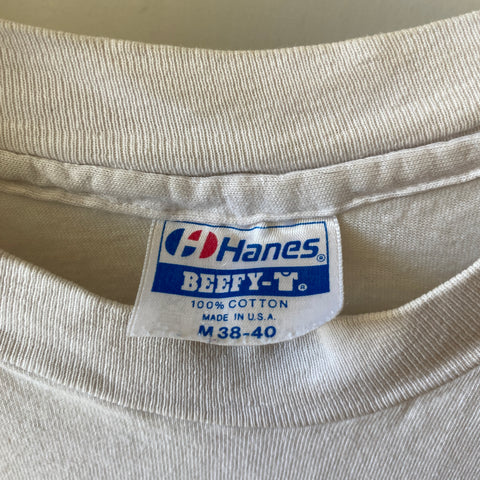 Hanes®
BEEFY-T®
100% COTTON
MADE IN U.S.A.
M 38-40